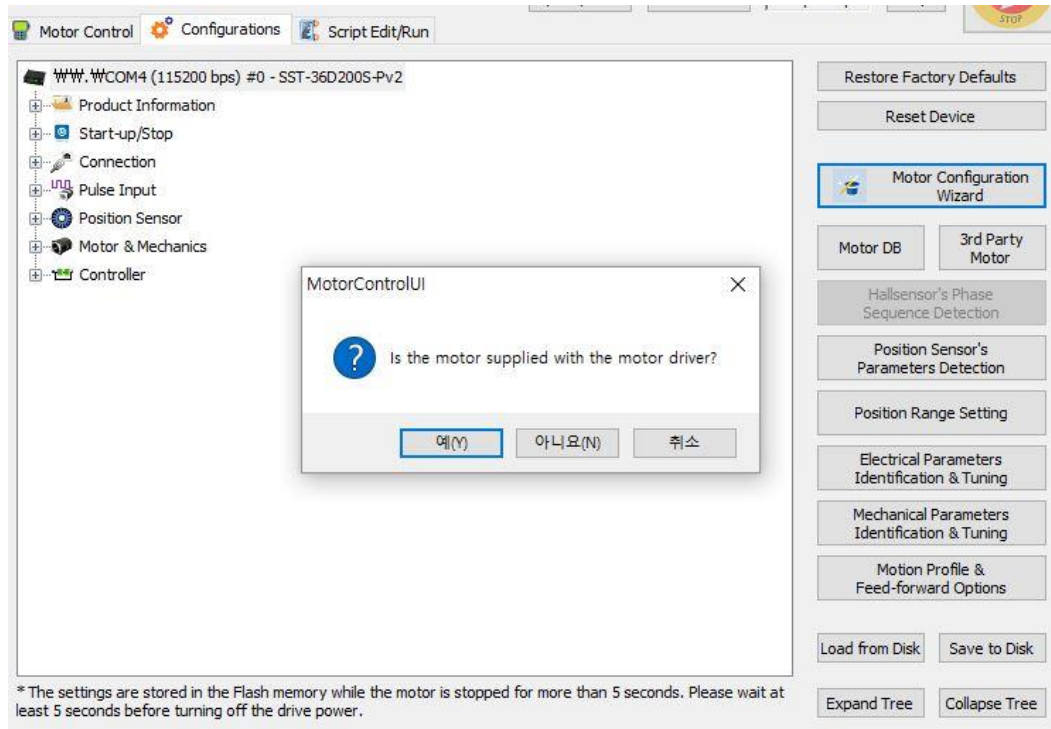 STOP
Motor Control
Configurations
Script Edit/Run
₩₩.₩COM4 (115200 bps) #0 - SST-36D200S-Pv2
Product Information
Start-up/Stop
Connection
Pulse Input
Position Sensor
Motor & Mechanics
Controller
MotorControlUI
Is the motor supplied with the motor driver?
예(Y)
아니요(N)
취소
Restore Factory Defaults
Reset Device
Motor Configuration
Wizard
Motor DB
3rd Party
Motor
Hallsensor's Phase
Sequence Detection
Position Sensor's
Parameters Detection
Position Range Setting
Electrical Parameters
Identification & Tuning
Mechanical Parameters
Identification & Tuning
Motion Profile &
Feed-forward Options
Load from Disk
Save to Disk
Expand Tree
Collapse Tree
* The settings are stored in the Flash memory while the motor is stopped for more than 5 seconds. Please wait at
least 5 seconds before turning off the drive power.